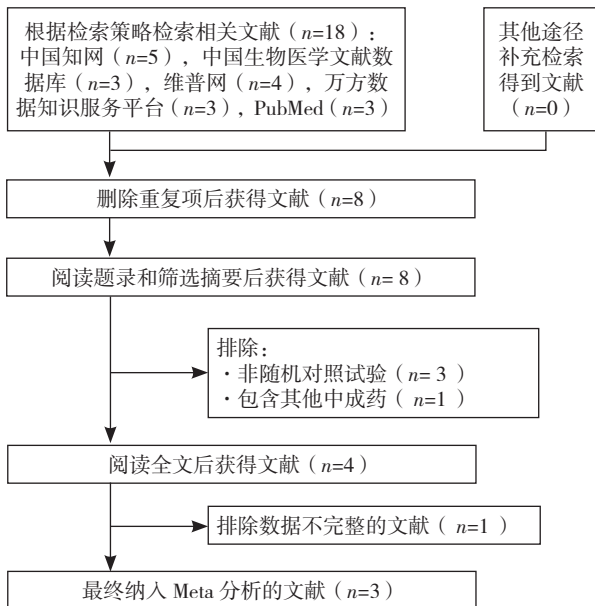 根据检索策略检索相关文献（n=18）：
中国知网（n=5），中国生物医学文献数
据库（n=3），维普网（n=4），万方数
据知识服务平台（n=3），PubMed（n=3）
其他途径
补充检索
得到文献
（n=0）
删除重复项后获得文献（n=8）
阅读题录和筛选摘要后获得文献（n= 8）
排除：
·非随机对照试验（n= 3 ）
·包含其他中成药（ n=1 ）
阅读全文后获得文献（n=4）
排除数据不完整的文献（ n=1 ）
最终纳入 Meta 分析的文献（n=3）